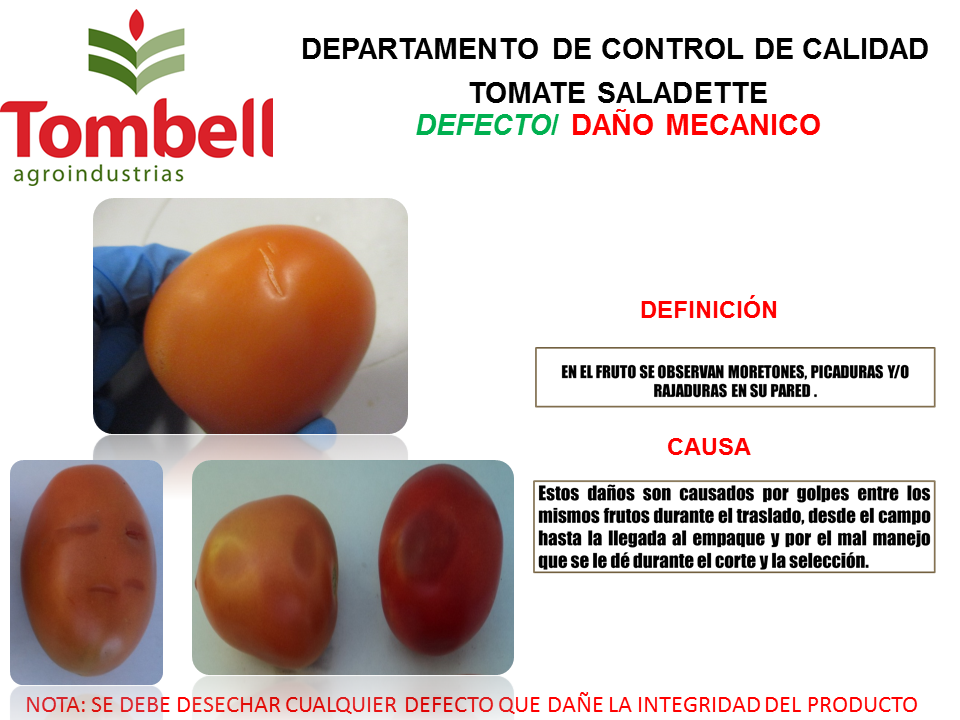 Tombell
agroindustrias
DEPARTAMENTO DE CONTROL DE CALIDAD
TOMATE SALADETTE
DEFECTO/ DAÑO MECANICO
DEFINICIÓN
EN EL FRUTO SE OBSERVAN MORETONES, PICADURAS Y/O
RAJADURAS EN SU PARED .
CAUSA
Estos daños son causados por golpes entre los
mismos frutos durante el traslado, desde el campo
hasta la llegada al empaque y por el mal manejo
que se le dé durante el corte y la selección.
NOTA: SE DEBE DESECHAR CUALQUIER DEFECTO QUE DAÑE LA INTEGRIDAD DEL PRODUCTO